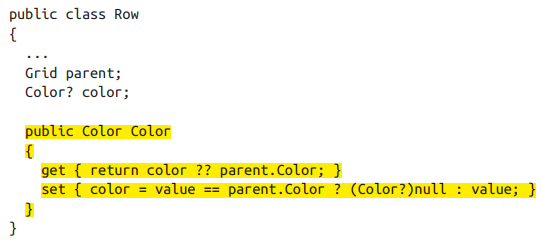 public class Row
{
...
Grid parent;
Color? color;
public Color Color
{
get { return color ?? parent.Color; }
set { color = value == parent.Color ? (Color?)null : value; }
}
}